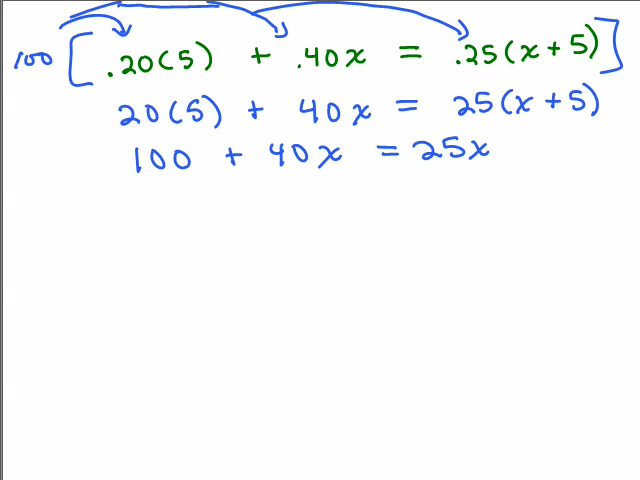 100 [ .20(5) + .40x = .25(x+5) ]
20(5) + 40x = 25(x+5)
100 + 40x = 25x